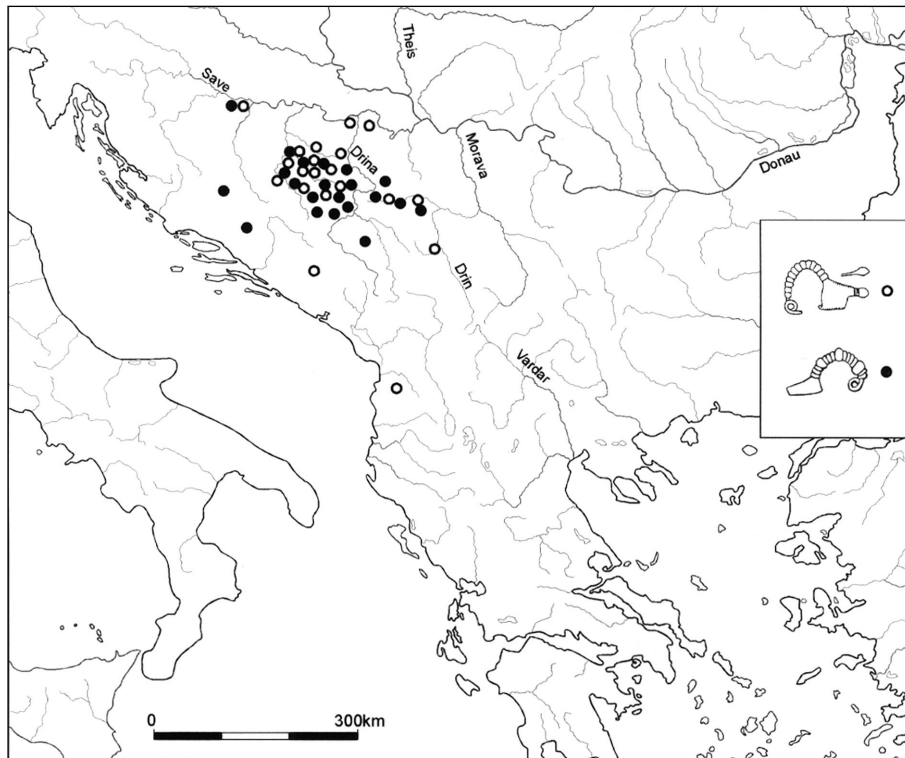 Theis
Save
Drina
Morava
Donau
Drin
Vardar
0 300km